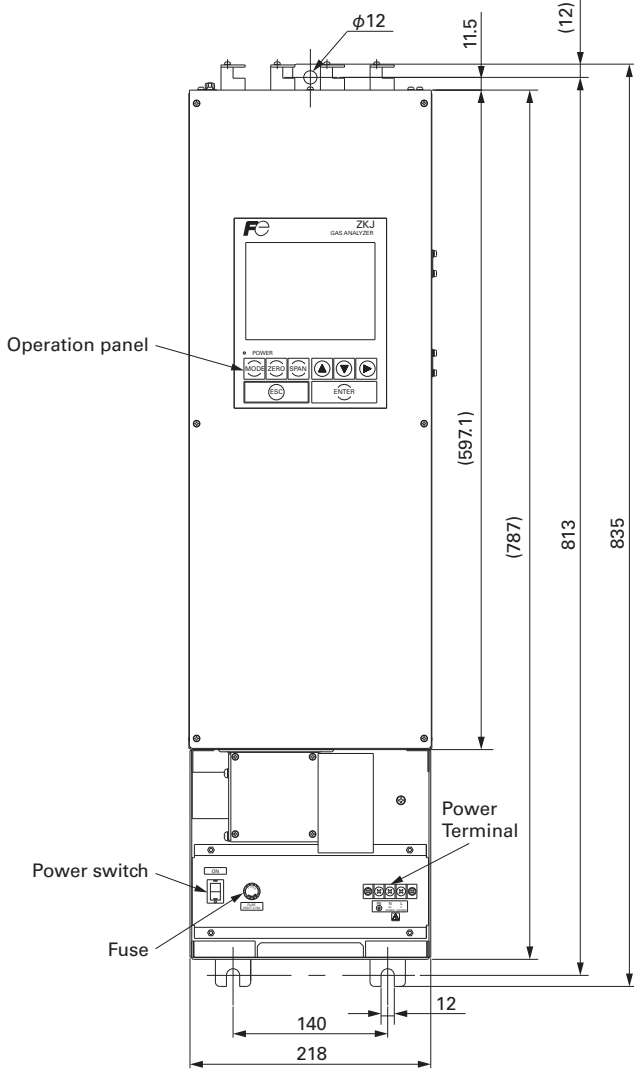 φ12
11.5
(12)
Fe
ZKJ
GAS ANALYZER
Operation panel
POWER
MODE
ZERO
SPAN
ESC
ENTER
(597.1)
(787)
813
835
Power
Terminal
Power switch
ON
Fuse
N
L
12
140
218